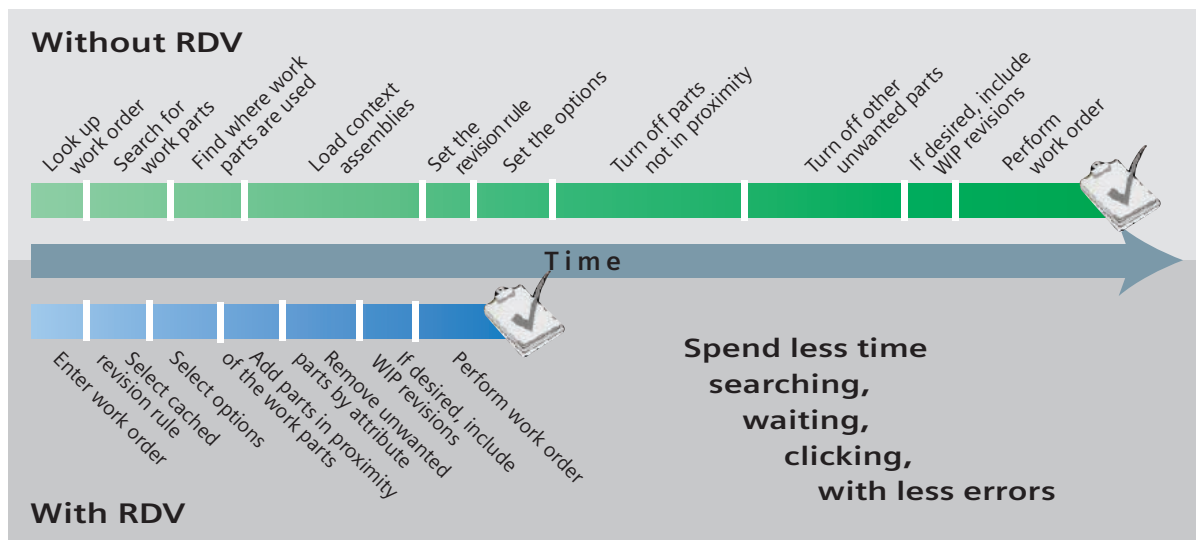 Without RDV
Look up
work order
Search for
work parts
Find where work
parts are used
Load context
assemblies
Set the
revision rule
Set the options
Turn off parts
not in proximity
Turn off other
unwanted parts
If desired, include
WIP revisions
Perform
work order
Time
Enter work order
Select cached
revision rule
Select options
Add parts in proximity
of the work parts
Remove unwanted
parts by attribute
If desired, include
WIP revisions
Perform work order
Spend less time
searching,
waiting,
clicking,
with less errors
With RDV